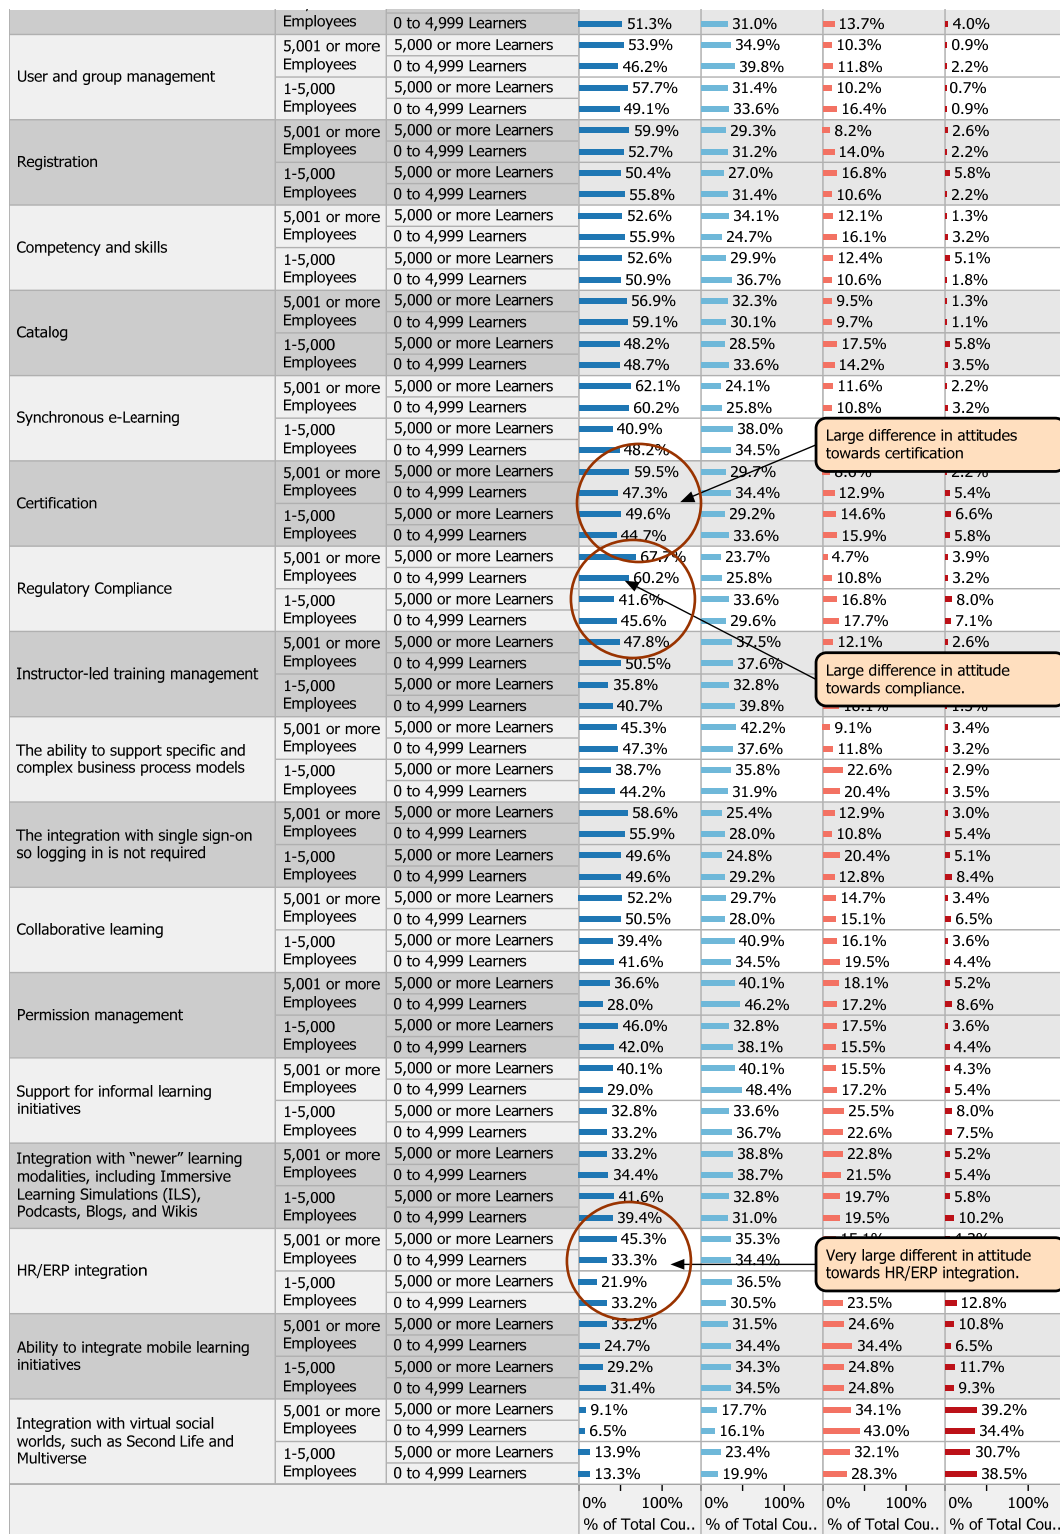 Employees 0 to 4,999 Learners 51.3% 31.0% 13.7% 4.0%
User and group management
5,001 or more Employees
5,000 or more Learners 53.9% 34.9% 10.3% 0.9%
0 to 4,999 Learners 46.2% 39.8% 11.8% 2.2%
1-5,000 Employees
5,000 or more Learners 57.7% 31.4% 10.2% 0.7%
0 to 4,999 Learners 49.1% 33.6% 16.4% 0.9%
Registration
5,001 or more Employees
5,000 or more Learners 59.9% 29.3% 8.2% 2.6%
0 to 4,999 Learners 52.7% 31.2% 14.0% 2.2%
1-5,000 Employees
5,000 or more Learners 50.4% 27.0% 16.8% 5.8%
0 to 4,999 Learners 55.8% 31.4% 10.6% 2.2%
Competency and skills
5,001 or more Employees
5,000 or more Learners 52.6% 34.1% 12.1% 1.3%
0 to 4,999 Learners 55.9% 24.7% 16.1% 3.2%
1-5,000 Employees
5,000 or more Learners 52.6% 29.9% 12.4% 5.1%
0 to 4,999 Learners 50.9% 36.7% 10.6% 1.8%
Catalog
5,001 or more Employees
5,000 or more Learners 56.9% 32.3% 9.5% 1.3%
0 to 4,999 Learners 59.1% 30.1% 9.7% 1.1%
1-5,000 Employees
5,000 or more Learners 48.2% 28.5% 17.5% 5.8%
0 to 4,999 Learners 48.7% 33.6% 14.2% 3.5%
Synchronous e-Learning
5,001 or more Employees
5,000 or more Learners 62.1% 24.1% 11.6% 2.2%
0 to 4,999 Learners 60.2% 25.8% 10.8% 3.2%
1-5,000 Employees
5,000 or more Learners 40.9% 38.0%
0 to 4,999 Learners 48.2% 34.5%
Large difference in attitudes
towards certification
Certification
5,001 or more Employees
5,000 or more Learners 59.5% 29.7%
0 to 4,999 Learners 47.3% 34.4% 12.9% 5.4%
1-5,000 Employees
5,000 or more Learners 49.6% 29.2% 14.6% 6.6%
0 to 4,999 Learners 44.7% 33.6% 15.9% 5.8%
Regulatory Compliance
5,001 or more Employees
5,000 or more Learners 67.7% 23.7% 4.7% 3.9%
0 to 4,999 Learners 60.2% 25.8% 10.8% 3.2%
1-5,000 Employees
5,000 or more Learners 41.6% 33.6% 16.8% 8.0%
0 to 4,999 Learners 45.6% 29.6% 17.7% 7.1%
Instructor-led training management
5,001 or more Employees
5,000 or more Learners 47.8% 37.5% 12.1% 2.6%
0 to 4,999 Learners 50.5% 37.6%
1-5,000 Employees
5,000 or more Learners 35.8% 32.8%
0 to 4,999 Learners 40.7% 39.8%
Large difference in attitude
towards compliance.
The ability to support specific and
complex business process models
5,001 or more Employees
5,000 or more Learners 45.3% 42.2% 9.1% 3.4%
0 to 4,999 Learners 47.3% 37.6% 11.8% 3.2%
1-5,000 Employees
5,000 or more Learners 38.7% 35.8% 22.6% 2.9%
0 to 4,999 Learners 44.2% 31.9% 20.4% 3.5%
The integration with single sign-on
so logging in is not required
5,001 or more Employees
5,000 or more Learners 58.6% 25.4% 12.9% 3.0%
0 to 4,999 Learners 55.9% 28.0% 10.8% 5.4%
1-5,000 Employees
5,000 or more Learners 49.6% 24.8% 20.4% 5.1%
0 to 4,999 Learners 49.6% 29.2% 12.8% 8.4%
Collaborative learning
5,001 or more Employees
5,000 or more Learners 52.2% 29.7% 14.7% 3.4%
0 to 4,999 Learners 50.5% 28.0% 15.1% 6.5%
1-5,000 Employees
5,000 or more Learners 39.4% 40.9% 16.1% 3.6%
0 to 4,999 Learners 41.6% 34.5% 19.5% 4.4%
Permission management
5,001 or more Employees
5,000 or more Learners 36.6% 40.1% 18.1% 5.2%
0 to 4,999 Learners 28.0% 46.2% 17.2% 8.6%
1-5,000 Employees
5,000 or more Learners 46.0% 32.8% 17.5% 3.6%
0 to 4,999 Learners 42.0% 38.1% 15.5% 4.4%
Support for informal learning
initiatives
5,001 or more Employees
5,000 or more Learners 40.1% 40.1% 15.5% 4.3%
0 to 4,999 Learners 29.0% 48.4% 17.2% 5.4%
1-5,000 Employees
5,000 or more Learners 32.8% 33.6% 25.5% 8.0%
0 to 4,999 Learners 33.2% 36.7% 22.6% 7.5%
Integration with “newer” learning
modalities, including Immersive
Learning Simulations (ILS),
Podcasts, Blogs, and Wikis
5,001 or more Employees
5,000 or more Learners 33.2% 38.8% 22.8% 5.2%
0 to 4,999 Learners 34.4% 38.7% 21.5% 5.4%
1-5,000 Employees
5,000 or more Learners 41.6% 32.8% 19.7% 5.8%
0 to 4,999 Learners 39.4% 31.0% 19.5% 10.2%
HR/ERP integration
5,001 or more Employees
5,000 or more Learners 45.3% 35.3%
0 to 4,999 Learners 33.3% 34.4%
1-5,000 Employees
5,000 or more Learners 21.9% 36.5%
0 to 4,999 Learners 33.2% 30.5% 23.5% 12.8%
Very large different in attitude
towards HR/ERP integration.
Ability to integrate mobile learning
initiatives
5,001 or more Employees
5,000 or more Learners 33.2% 31.5% 24.6% 10.8%
0 to 4,999 Learners 24.7% 34.4% 34.4% 6.5%
1-5,000 Employees
5,000 or more Learners 29.2% 34.3% 24.8% 11.7%
0 to 4,999 Learners 31.4% 34.5% 24.8% 9.3%
Integration with virtual social
worlds, such as Second Life and
Multiverse
5,001 or more Employees
5,000 or more Learners 9.1% 17.7% 34.1% 39.2%
0 to 4,999 Learners 6.5% 16.1% 43.0% 34.4%
1-5,000 Employees
5,000 or more Learners 13.9% 23.4% 32.1% 30.7%
0 to 4,999 Learners 13.3% 19.9% 28.3% 38.5%
0% 100% 0% 100% 0% 100% 0% 100%
% of Total Cou.. % of Total Cou.. % of Total Cou.. % of Total Cou..